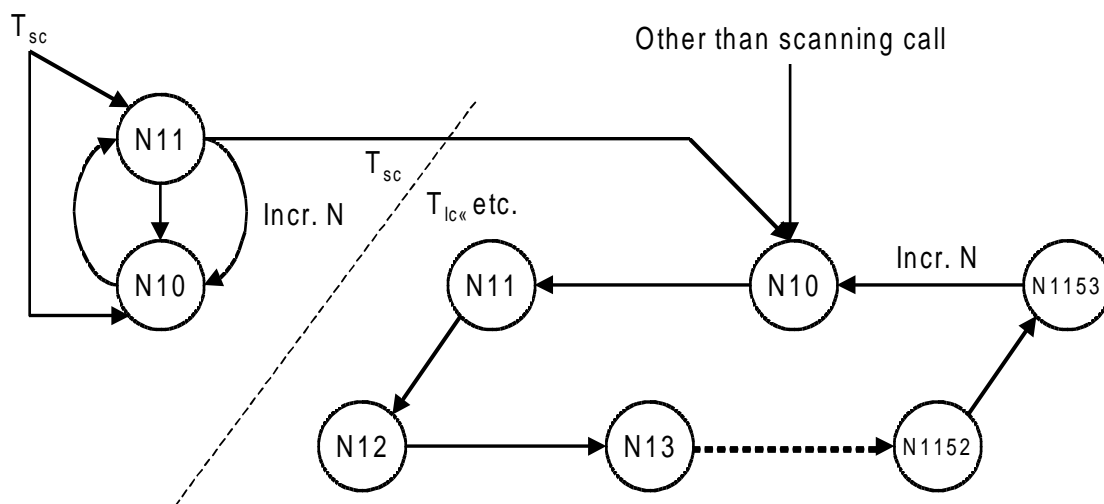 T_sc
Other than scanning call
N11
T_sc
Incr. N
T_lc« etc.
N10
N11
N10
Incr. N
N1153
N12
N13
N1152